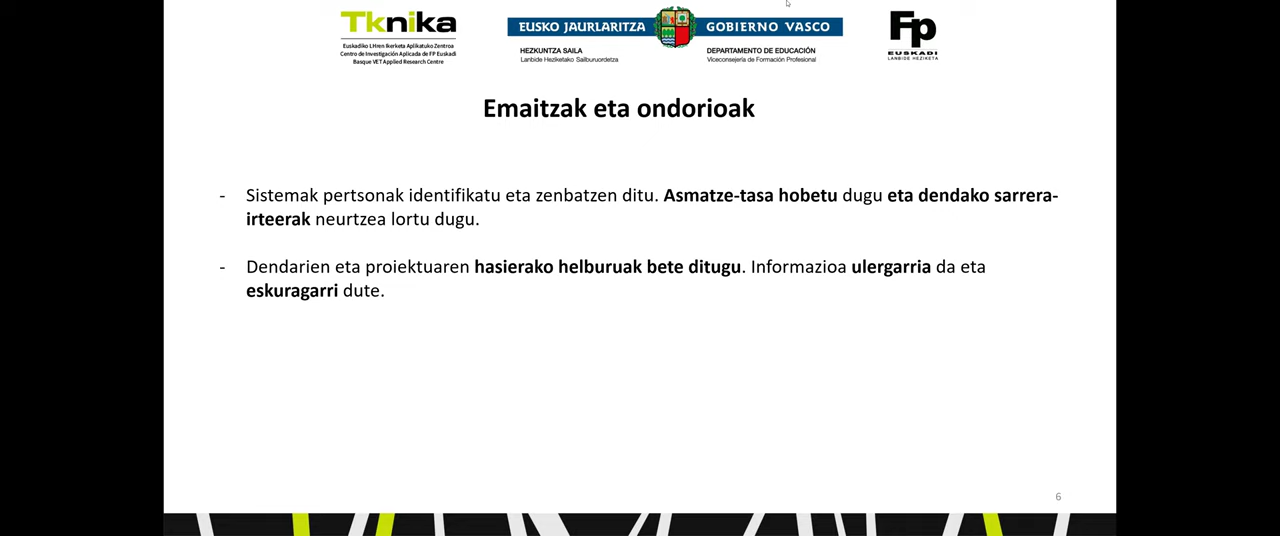 Tknika
Euskadiko LHren Ikerketa Aplikatuko Zentroa
Centro de Investigación Aplicada de FP Euskadi
Basque VET Applied Research Centre
EUSKO JAURLARITZA
GOBIERNO VASCO
HEZKUNTZA SAILA
Lanbide Heziketako Sailburuordetza
DEPARTAMENTO DE EDUCACIÓN
Viceconsejería de Formación Profesional
Fp
EUSKADI
LANBIDE HEZIKETA
Emaitzak eta ondorioak
- Sistemak pertsonak identifikatu eta zenbatzen ditu. Asmatze-tasa hobetu dugu eta dendako sarrera-
irteerak neurtzea lortu dugu.
- Dendarien eta proiektuaren hasierako helburuak bete ditugu. Informazioa ulergarria da eta
eskuragarri dute.
6